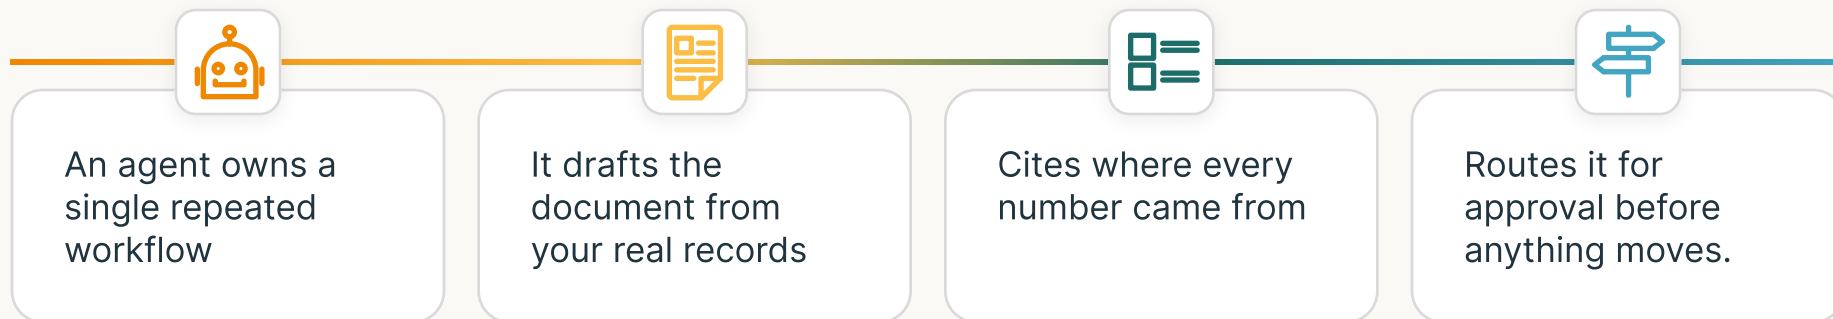 An agent owns a
single repeated
workflow
It drafts the
document from
your real records
Cites where every
number came from
Routes it for
approval before
anything moves.